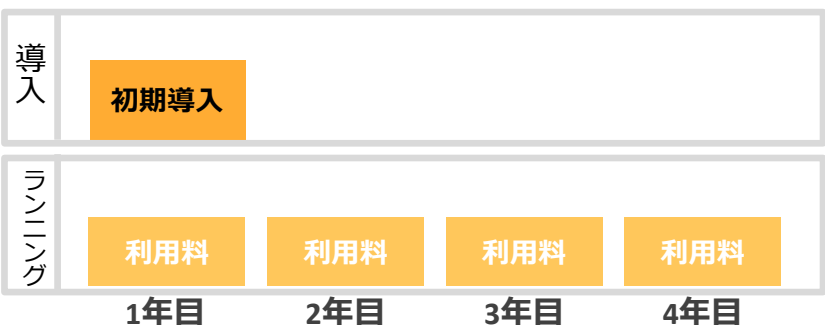 導入
初期導入
ランニング
利用料 利用料 利用料 利用料
1年目 2年目 3年目 4年目